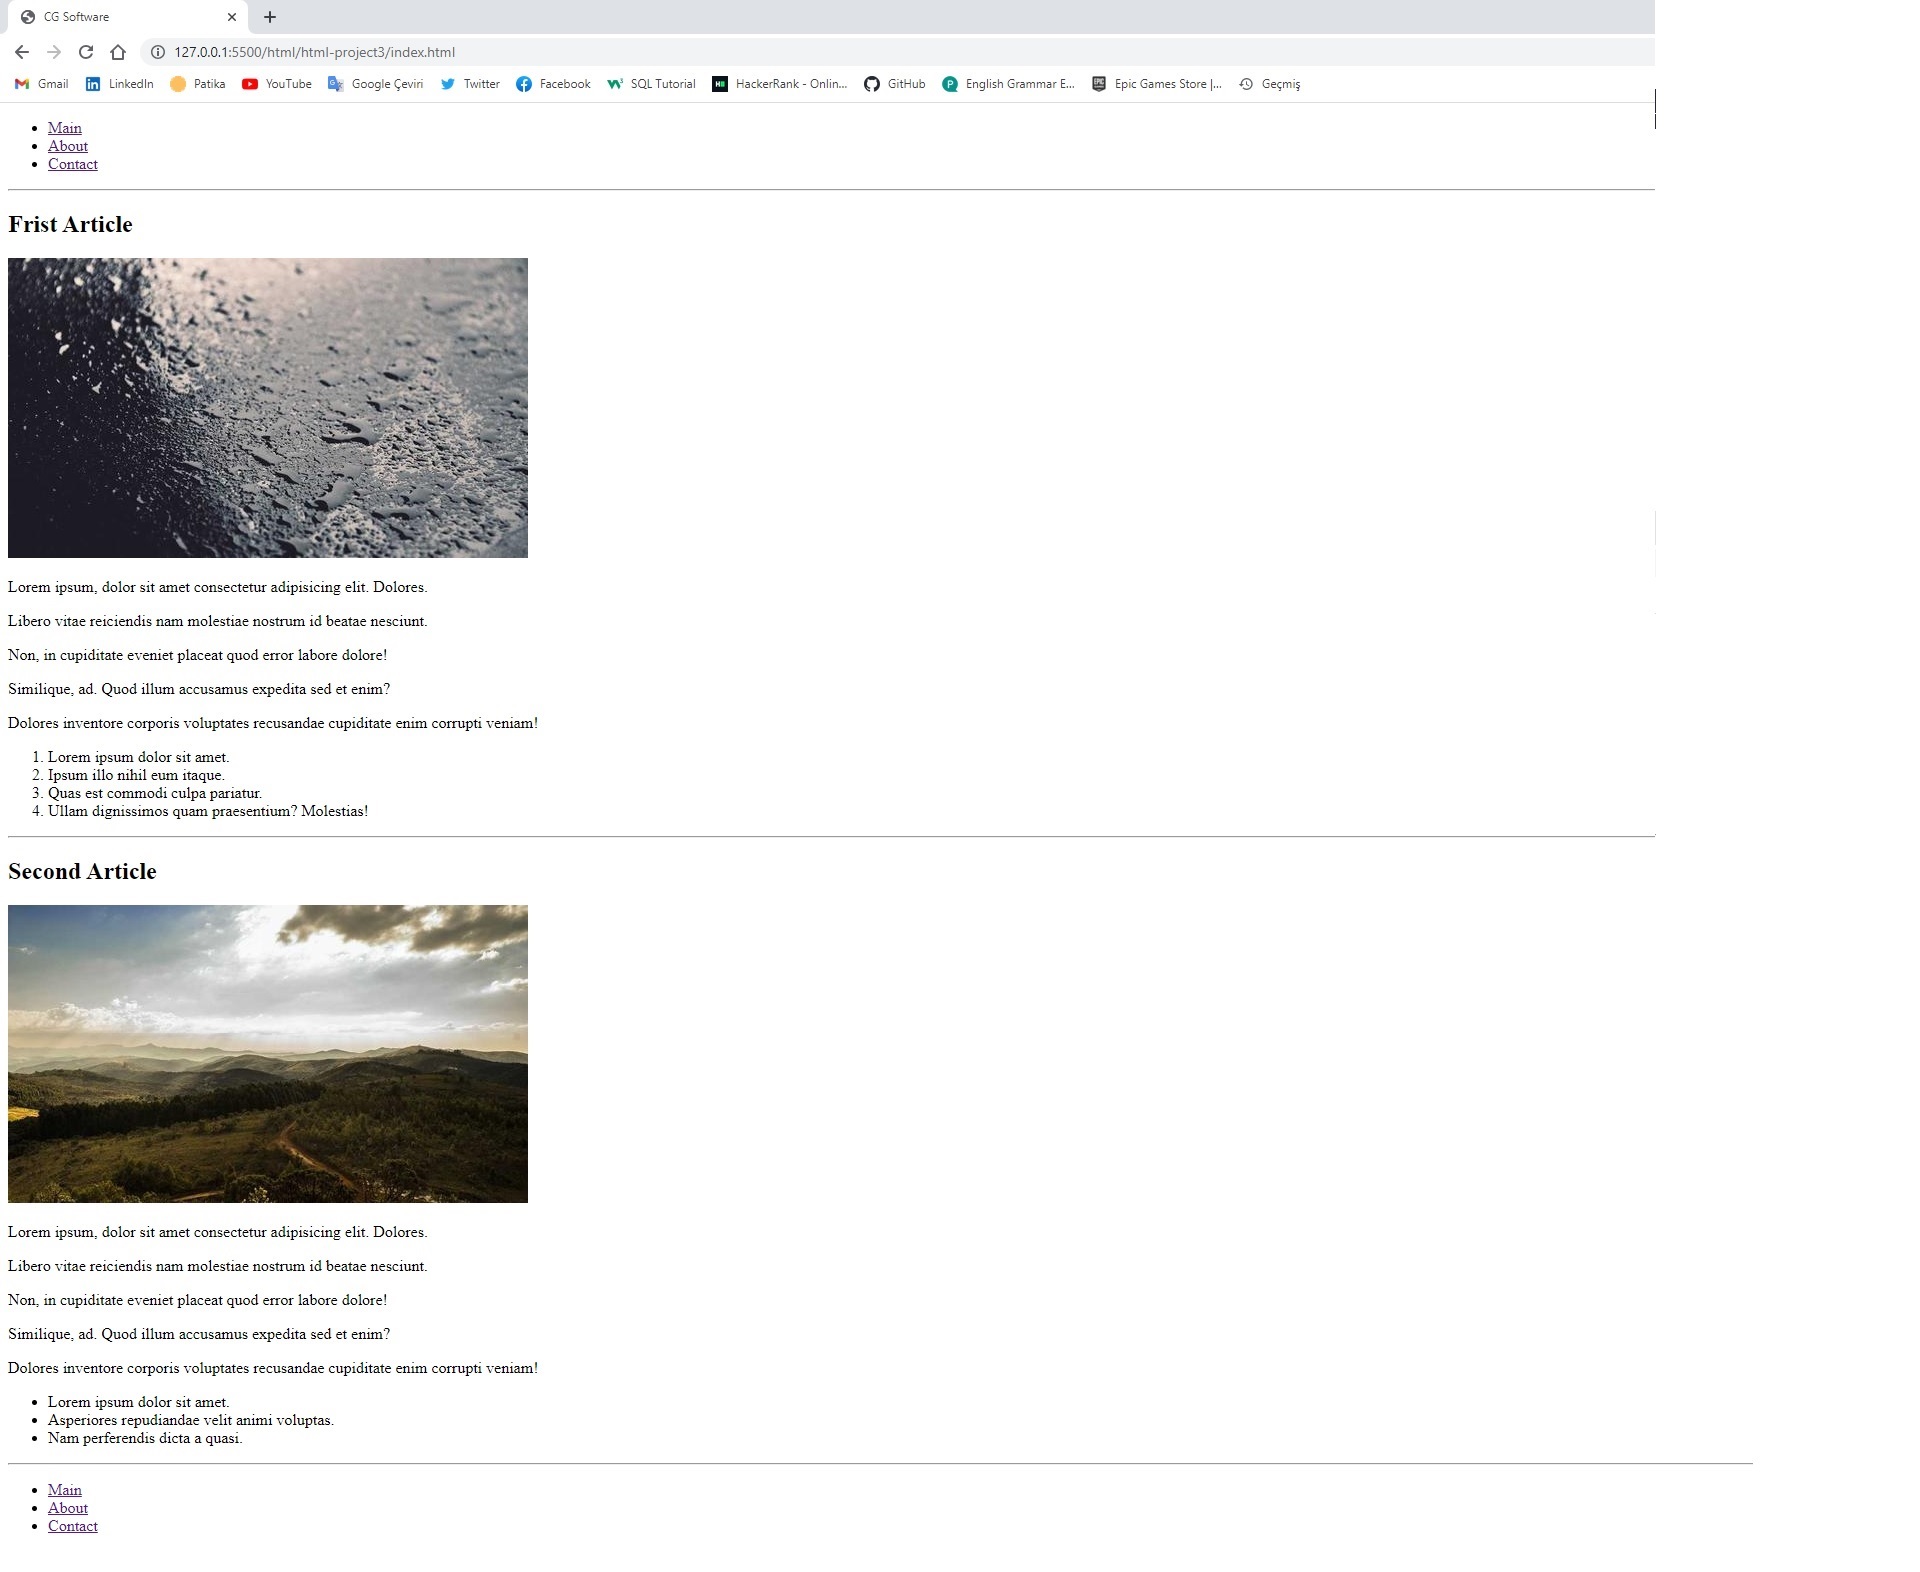 CG Software
127.0.0.1:5500/html/html-project3/index.html
Gmail LinkedIn Patika YouTube Google Çeviri Twitter Facebook SQL Tutorial HackerRank - Onlin... GitHub English Grammar E... Epic Games Store |... Geçmiş
Main
About
Contact
Frist Article
Lorem ipsum, dolor sit amet consectetur adipisicing elit. Dolores.
Libero vitae reiciendis nam molestiae nostrum id beatae nesciunt.
Non, in cupiditate eveniet placeat quod error labore dolore!
Similique, ad. Quod illum accusamus expedita sed et enim?
Dolores inventore corporis voluptates recusandae cupiditate enim corrupti veniam!
1. Lorem ipsum dolor sit amet.
2. Ipsum illo nihil eum itaque.
3. Quas est commodi culpa pariatur.
4. Ullam dignissimos quam praesentium? Molestias!
Second Article
Lorem ipsum, dolor sit amet consectetur adipisicing elit. Dolores.
Libero vitae reiciendis nam molestiae nostrum id beatae nesciunt.
Non, in cupiditate eveniet placeat quod error labore dolore!
Similique, ad. Quod illum accusamus expedita sed et enim?
Dolores inventore corporis voluptates recusandae cupiditate enim corrupti veniam!
Lorem ipsum dolor sit amet.
Asperiores repudiandae velit animi voluptas.
Nam perferendis dicta a quasi.
Main
About
Contact